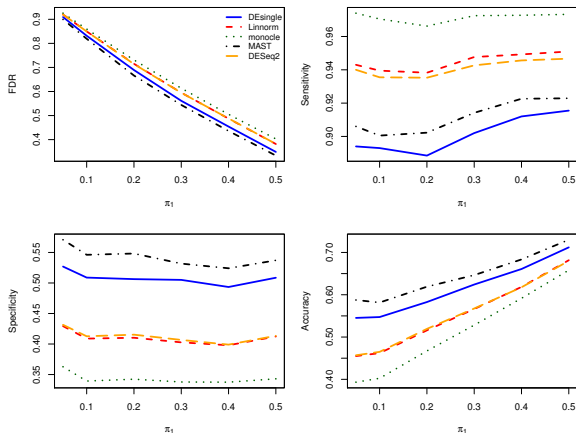 FDR
0.9
0.8
0.7
0.6
0.5
0.4
0.1 0.2 0.3 0.4 0.5
π1
DEsingle
Linnorm
monocle
MAST
DESeq2
Sensitivity
0.96
0.94
0.92
0.90
0.1 0.2 0.3 0.4 0.5
π1
Specificity
0.55
0.50
0.45
0.40
0.35
0.1 0.2 0.3 0.4 0.5
π1
Accuracy
0.70
0.60
0.50
0.40
0.1 0.2 0.3 0.4 0.5
π1